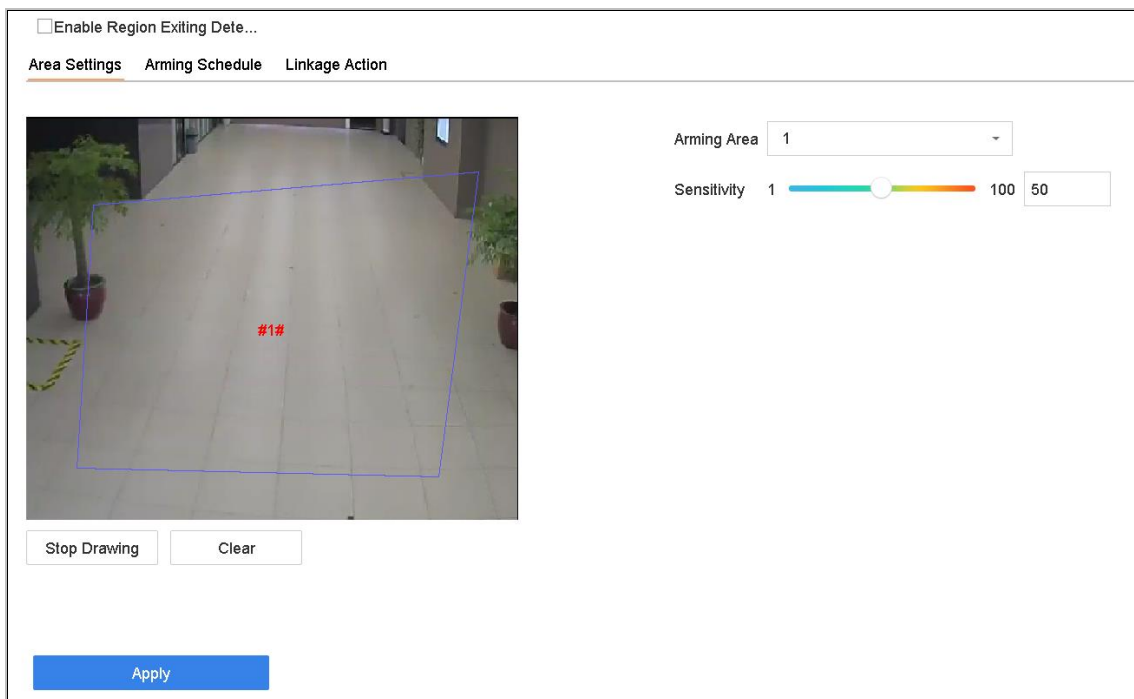 Enable Region Exiting Dete...
Area Settings Arming Schedule Linkage Action
Arming Area 1
Sensitivity 1 100 50
#1#
Stop Drawing Clear
Apply